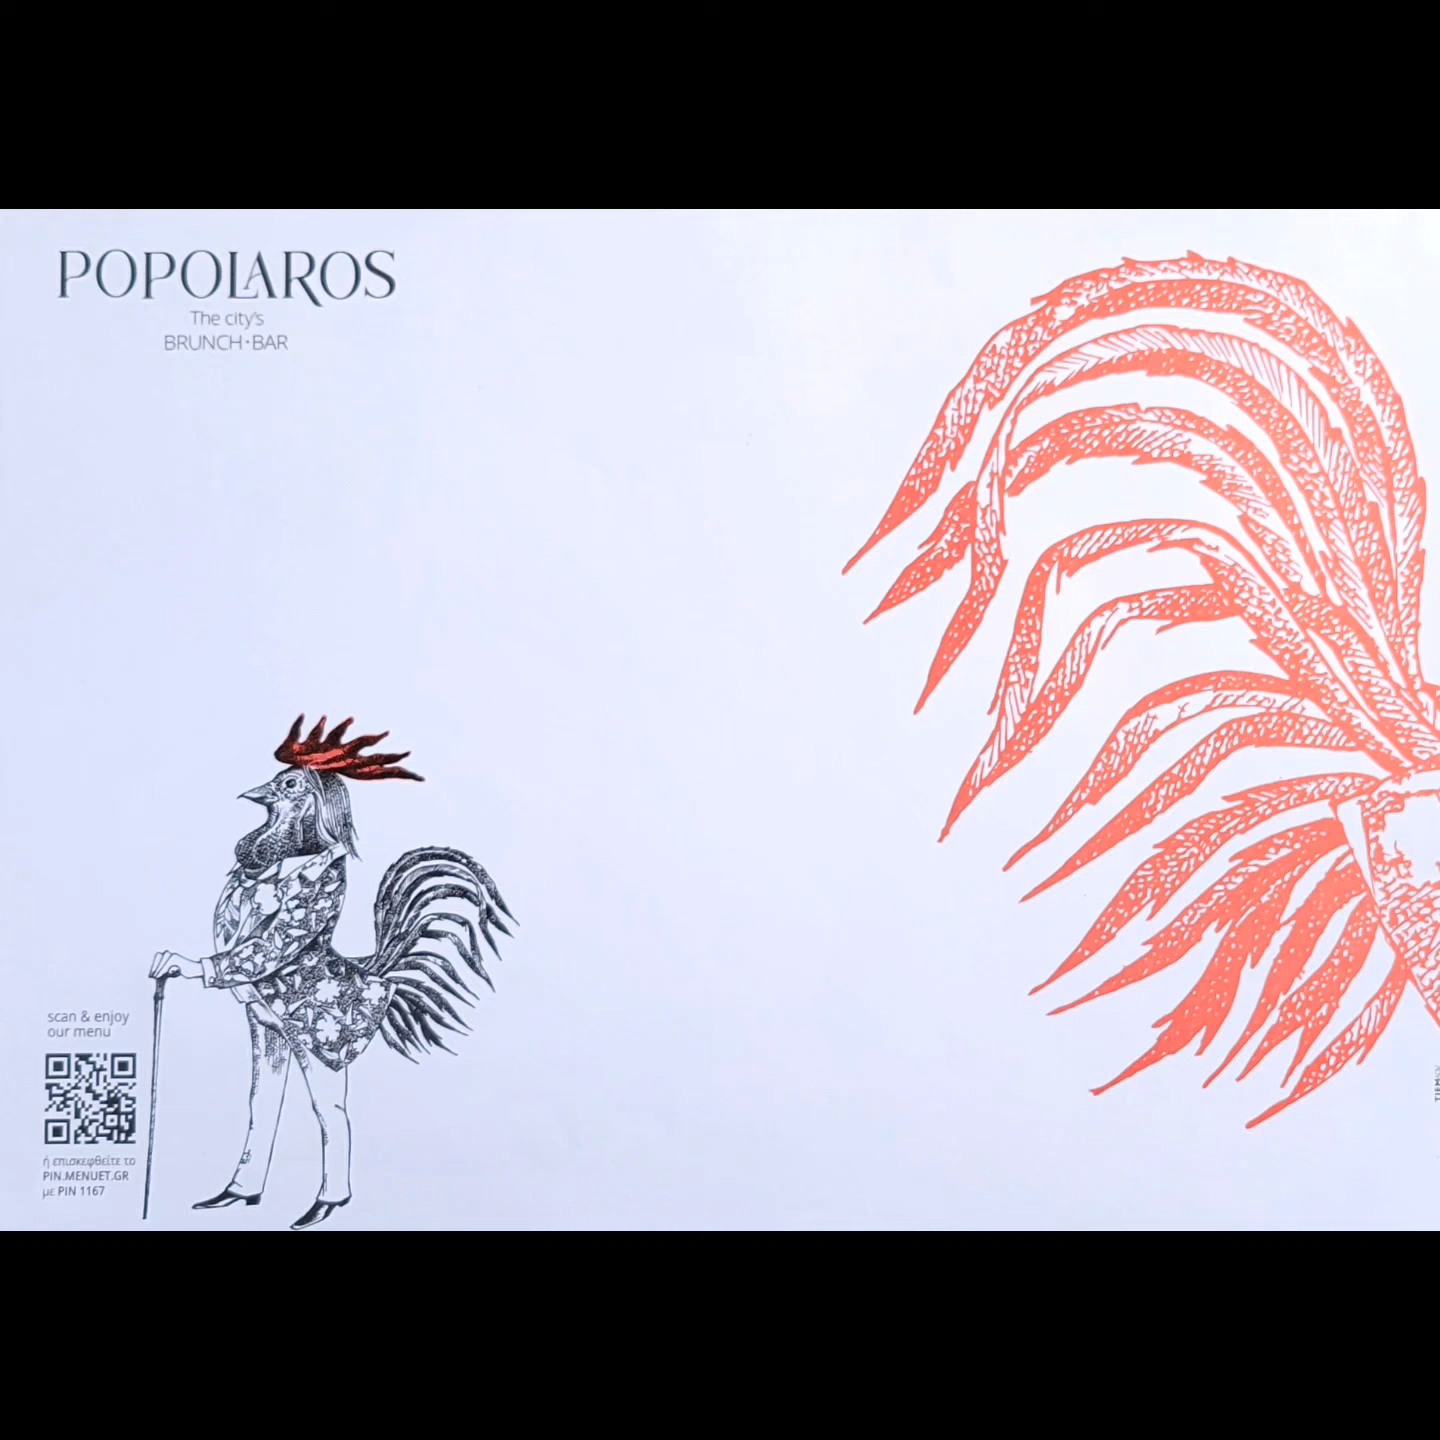 POPOLAROS
The city's
BRUNCH•BAR
scan & enjoy
our menu
ή επισκεφθείτε το
PIN.MENUET.GR
με PIN 1167